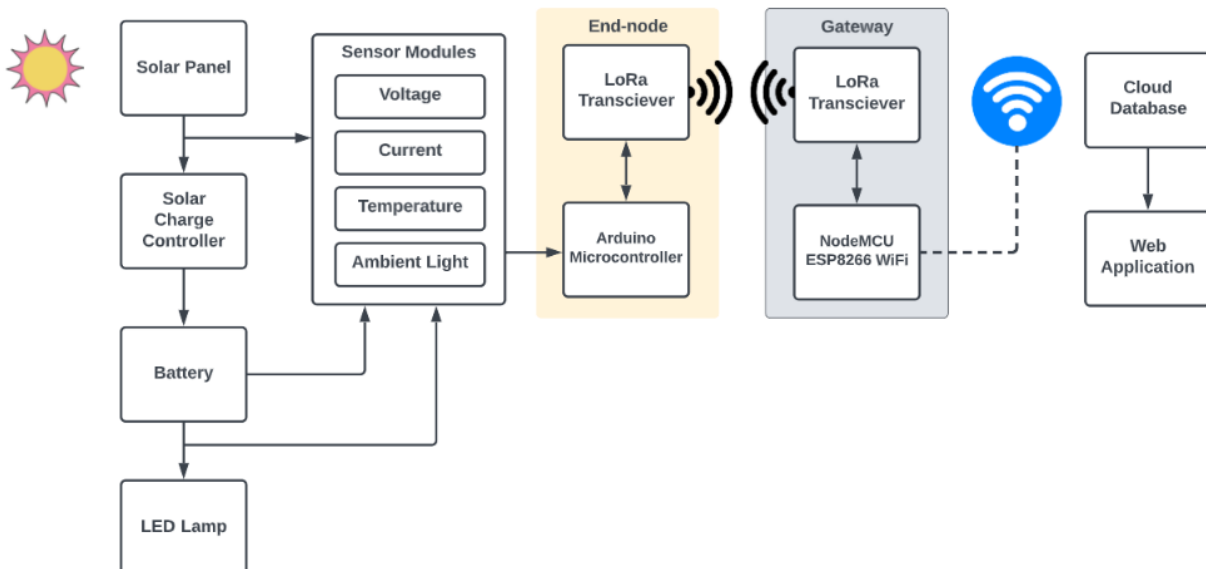 Solar Panel
Solar
Charge
Controller
Battery
LED Lamp
Sensor Modules
Voltage
Current
Temperature
Ambient Light
End-node
LoRa
Transciever
Arduino
Microcontroller
Gateway
LoRa
Transciever
NodeMCU
ESP8266 WiFi
Cloud
Database
Web
Application